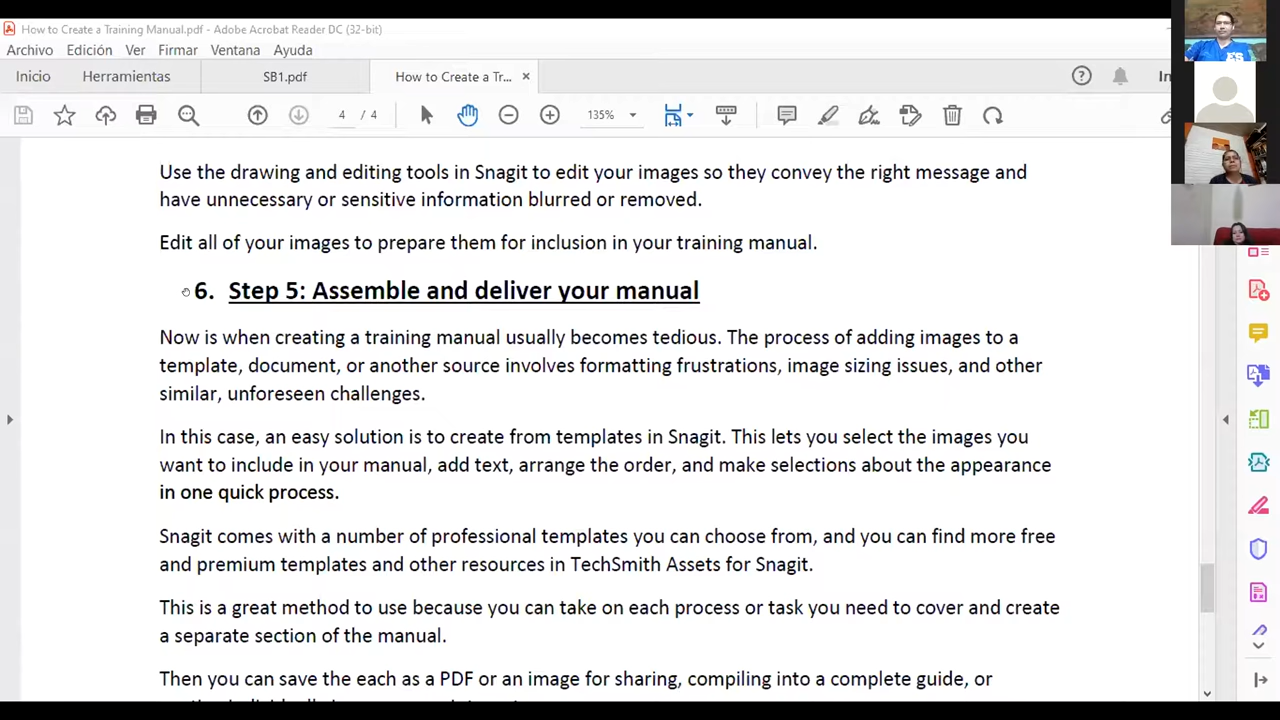 How to Create a Training Manual.pdf - Adobe Acrobat Reader DC (32-bit)
Archivo Edición Ver Firmar Ventana Ayuda
Inicio Herramientas SB1.pdf How to Create a Tr... ×
4 / 4 135%
Use the drawing and editing tools in Snagit to edit your images so they convey the right message and
have unnecessary or sensitive information blurred or removed.
Edit all of your images to prepare them for inclusion in your training manual.
6. Step 5: Assemble and deliver your manual
Now is when creating a training manual usually becomes tedious. The process of adding images to a
template, document, or another source involves formatting frustrations, image sizing issues, and other
similar, unforeseen challenges.
In this case, an easy solution is to create from templates in Snagit. This lets you select the images you
want to include in your manual, add text, arrange the order, and make selections about the appearance
in one quick process.
Snagit comes with a number of professional templates you can choose from, and you can find more free
and premium templates and other resources in TechSmith Assets for Snagit.
This is a great method to use because you can take on each process or task you need to cover and create
a separate section of the manual.
Then you can save the each as a PDF or an image for sharing, compiling into a complete guide, or